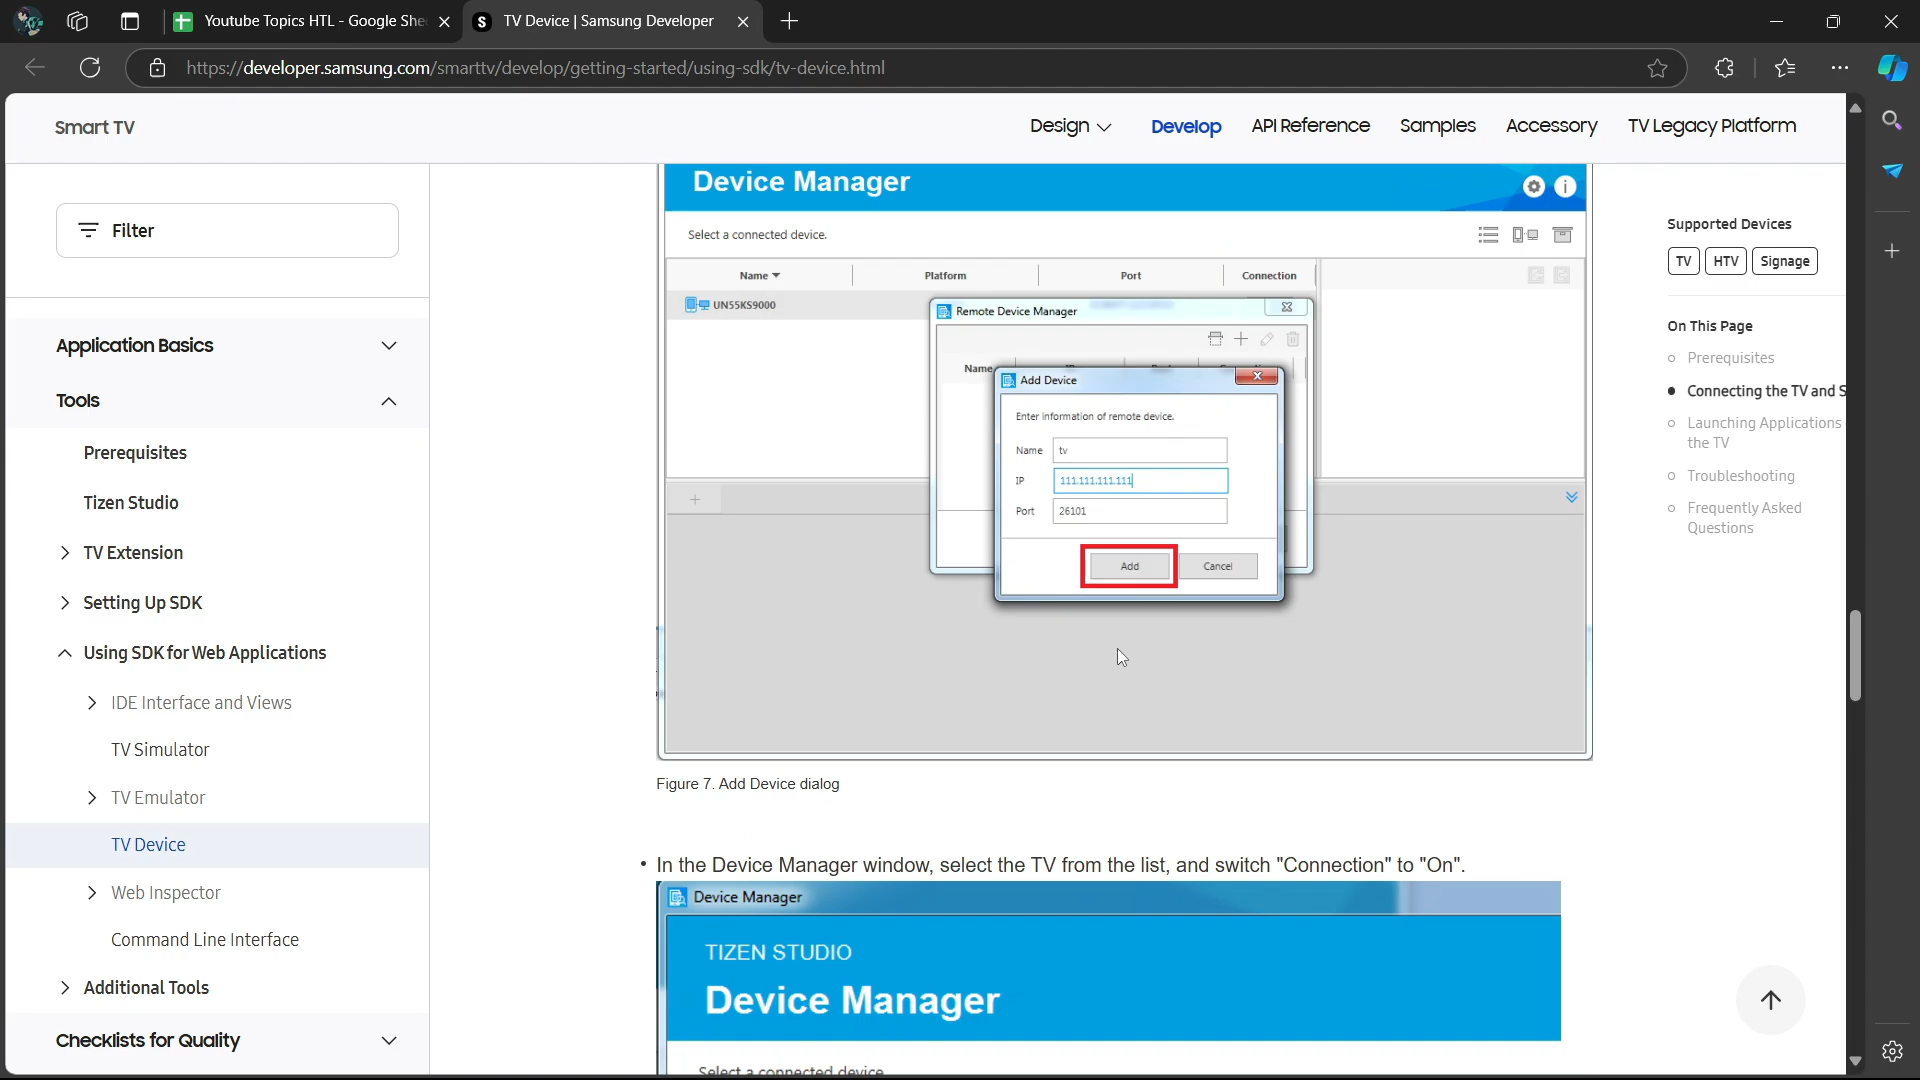 Youtube Topics HTL - Google She
TV Device | Samsung Developer
https://developer.samsung.com/smarttv/develop/getting-started/using-sdk/tv-device.html
Smart TV
Design
Develop
API Reference
Samples
Accessory
TV Legacy Platform
Filter
Application Basics
Tools
Prerequisites
Tizen Studio
TV Extension
Setting Up SDK
Using SDK for Web Applications
IDE Interface and Views
TV Simulator
TV Emulator
TV Device
Web Inspector
Command Line Interface
Additional Tools
Checklists for Quality
Device Manager
Select a connected device.
Name
Platform
Port
Connection
UN55KS9000
Remote Device Manager
Name
Add Device
Enter information of remote device.
Name
tv
IP
111.111.111.111
Port
26101
Add
Cancel
Figure 7. Add Device dialog
• In the Device Manager window, select the TV from the list, and switch "Connection" to "On".
Device Manager
TIZEN STUDIO
Device Manager
Select a connected device
Supported Devices
TV
HTV
Signage
On This Page
Prerequisites
Connecting the TV and S
Launching Applications
the TV
Troubleshooting
Frequently Asked
Questions